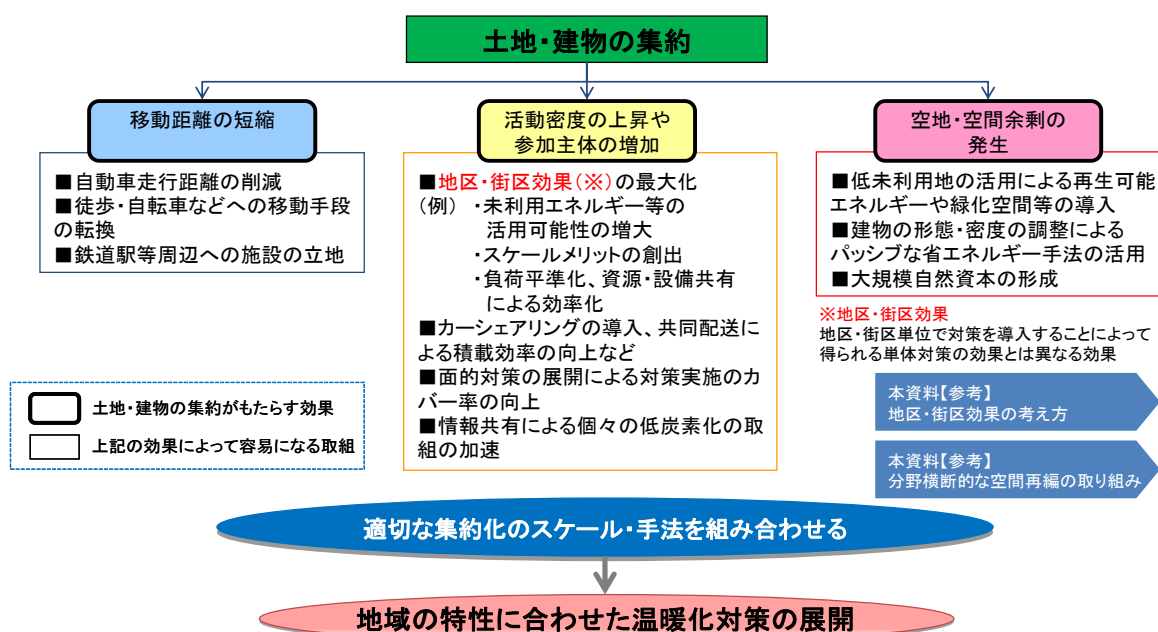 土地・建物の集約
移動距離の短縮
■自動車走行距離の削減
■徒歩・自転車などへの移動手段
の転換
■鉄道駅等周辺への施設の立地
活動密度の上昇や
参加主体の増加
■地区・街区効果(※)の最大化
(例) ・未利用エネルギー等の
活用可能性の増大
・スケールメリットの創出
・負荷平準化、資源・設備共有
による効率化
■カーシェアリングの導入、共同配送に
よる積載効率の向上など
■面的対策の展開による対策実施のカ
バー率の向上
■情報共有による個々の低炭素化の取
組の加速
空地・空間余剰の
発生
■低未利用地の活用による再生可能
エネルギーや緑化空間等の導入
■建物の形態・密度の調整による
パッシブな省エネルギー手法の活用
■大規模自然資本の形成
※地区・街区効果
地区・街区単位で対策を導入することによって
得られる単体対策の効果とは異なる効果
本資料【参考】
地区・街区効果の考え方
本資料【参考】
分野横断的な空間再編の取り組み
土地・建物の集約がもたらす効果
上記の効果によって容易になる取組
適切な集約化のスケール・手法を組み合わせる
地域の特性に合わせた温暖化対策の展開